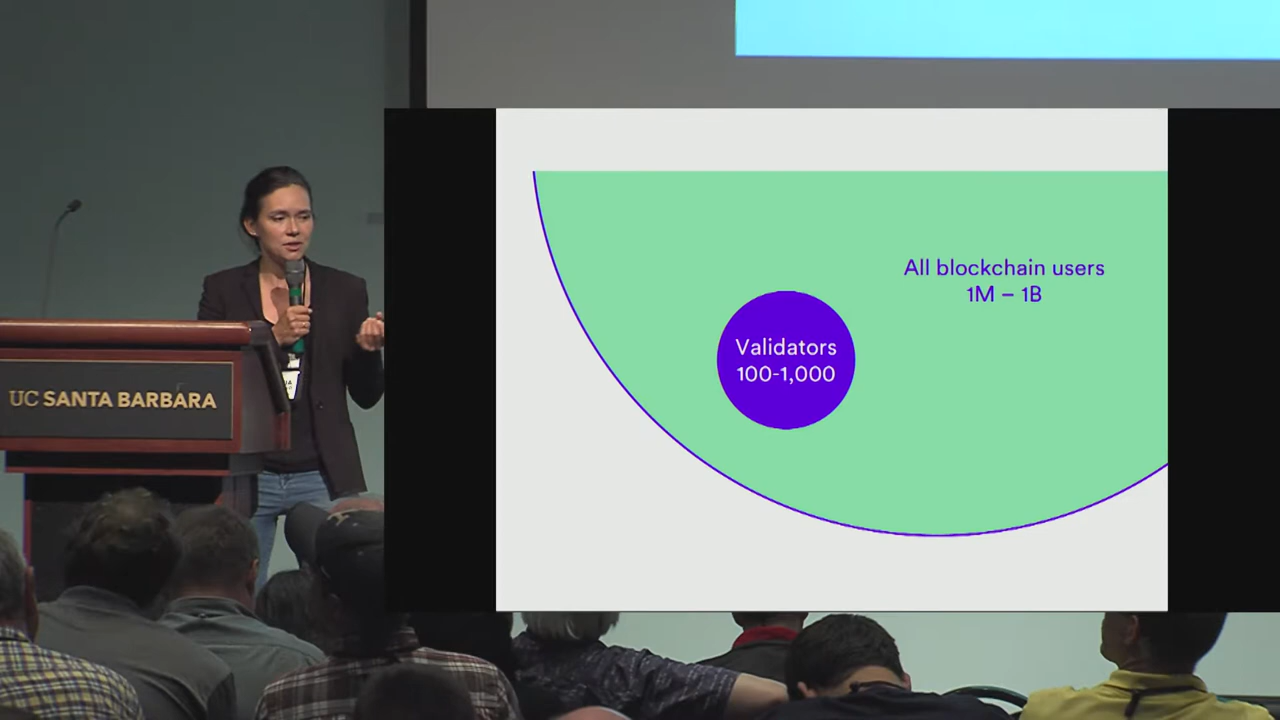 All blockchain users
1M – 1B
Validators
100-1,000
UC SANTA BARBARA